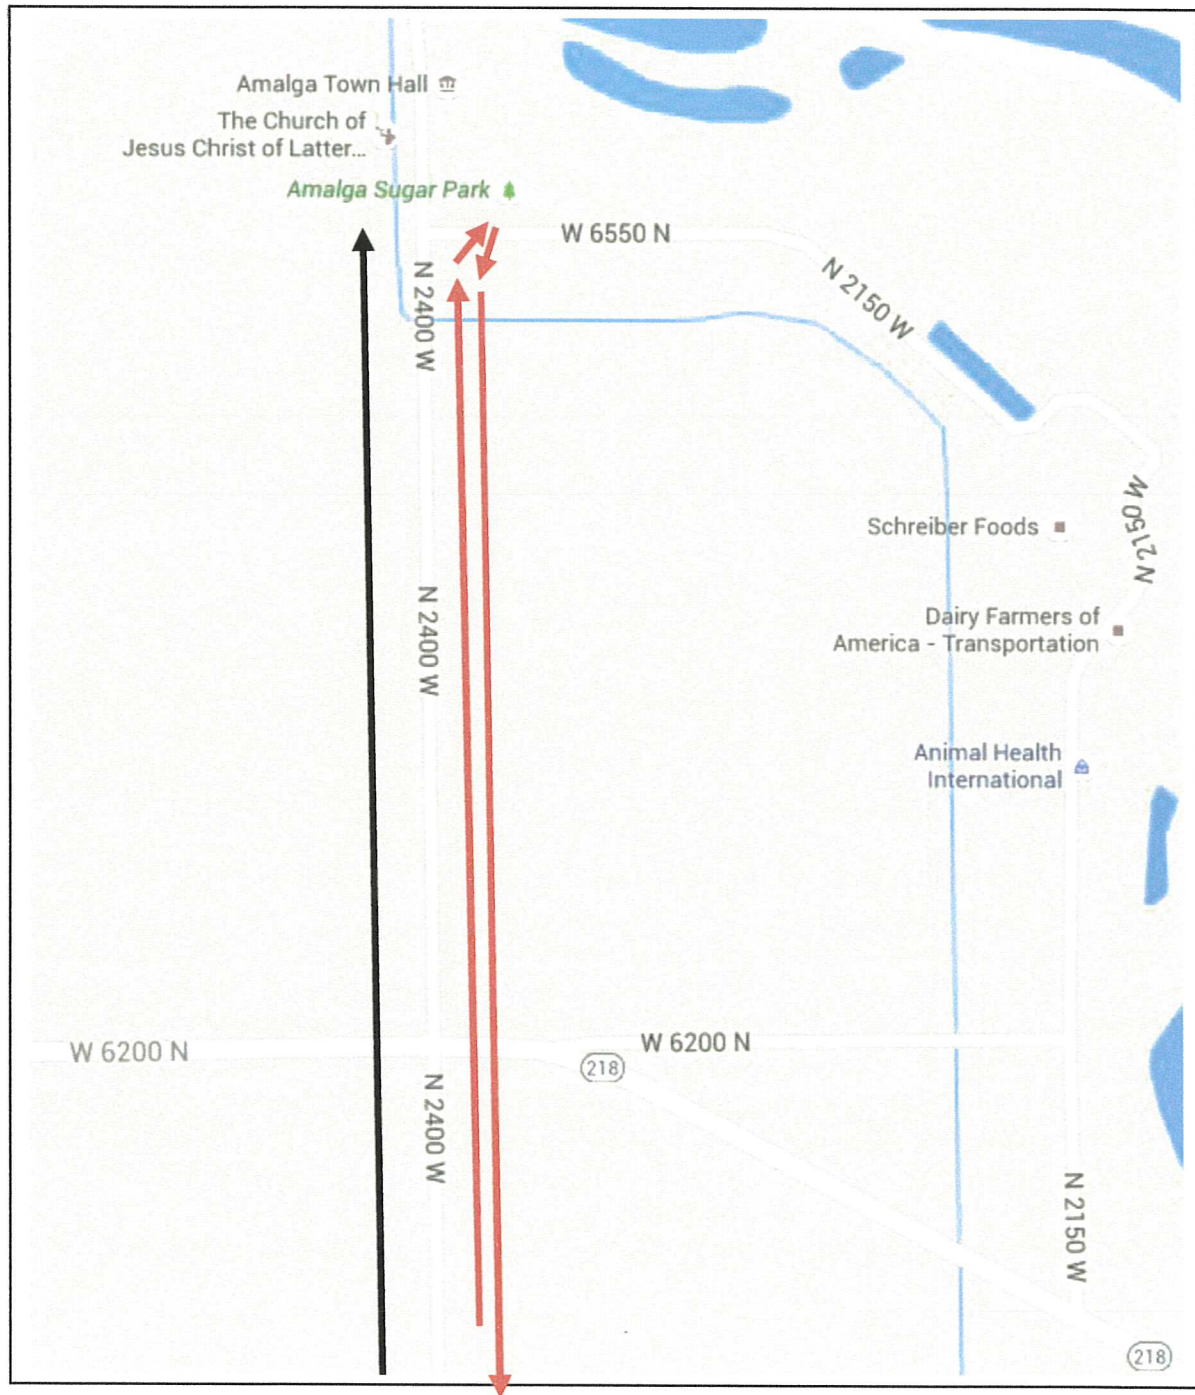 Amalga Town Hall
The Church of
Jesus Christ of Latter...
Amalga Sugar Park
W 6550 N
N 2400 W
N 2150 W
N 2150 W
Schreiber Foods
N 2400 W
Dairy Farmers of
America - Transportation
Animal Health
International
W 6200 N
W 6200 N
218
N 2400 W
N 2150 W
218